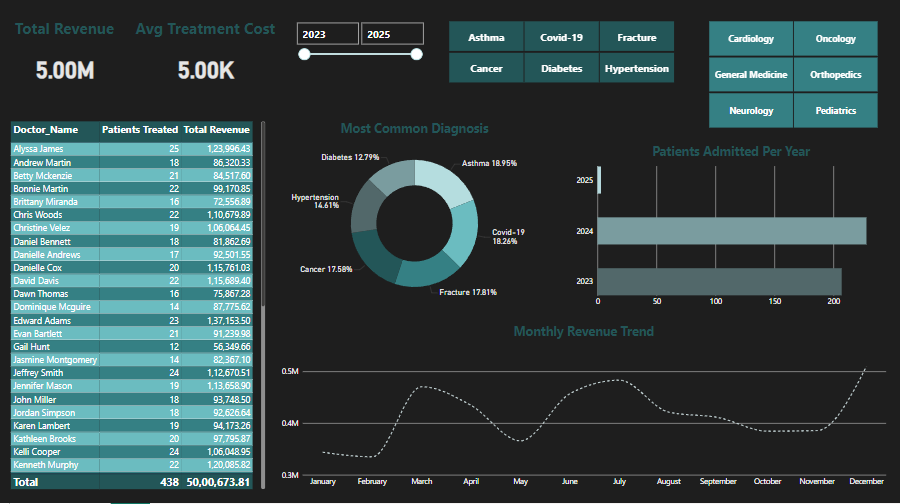 Total Revenue
5.00M
Avg Treatment Cost
5.00K
2023 2025
Asthma Covid-19 Fracture
Cancer Diabetes Hypertension
Cardiology Oncology
General Medicine Orthopedics
Neurology Pediatrics
Doctor_Name Patients Treated Total Revenue
Alyssa James 25 1,23,996.43
Andrew Martin 18 86,320.33
Betty Mckenzie 21 84,517.60
Bonnie Martin 22 99,170.85
Brittany Miranda 16 72,556.89
Chris Woods 22 1,10,679.89
Christine Velez 19 1,06,064.45
Daniel Bennett 18 81,862.69
Danielle Andrews 17 92,501.55
Danielle Cox 20 1,15,761.03
David Davis 22 1,15,689.40
Dawn Thomas 16 75,867.28
Dominique Mcguire 14 87,775.62
Edward Adams 23 1,37,153.50
Evan Bartlett 21 91,239.98
Gail Hunt 12 56,349.66
Jasmine Montgomery 14 82,367.10
Jeffrey Smith 24 1,12,670.51
Jennifer Mason 19 1,13,658.90
John Miller 18 93,748.50
Jordan Simpson 18 92,626.64
Karen Lambert 19 94,173.26
Kathleen Brooks 20 97,795.87
Kelli Cooper 24 1,06,048.95
Kenneth Murphy 22 1,20,085.82
Total 438 50,00,673.81
Most Common Diagnosis
Diabetes 12.79%
Asthma 18.95%
Hypertension
14.61%
Covid-19
18.26%
Cancer 17.58%
Fracture 17.81%
Patients Admitted Per Year
2025
2024
2023
0 50 100 150 200
Monthly Revenue Trend
0.5M
0.4M
0.3M
January February March April May June July August September October November December